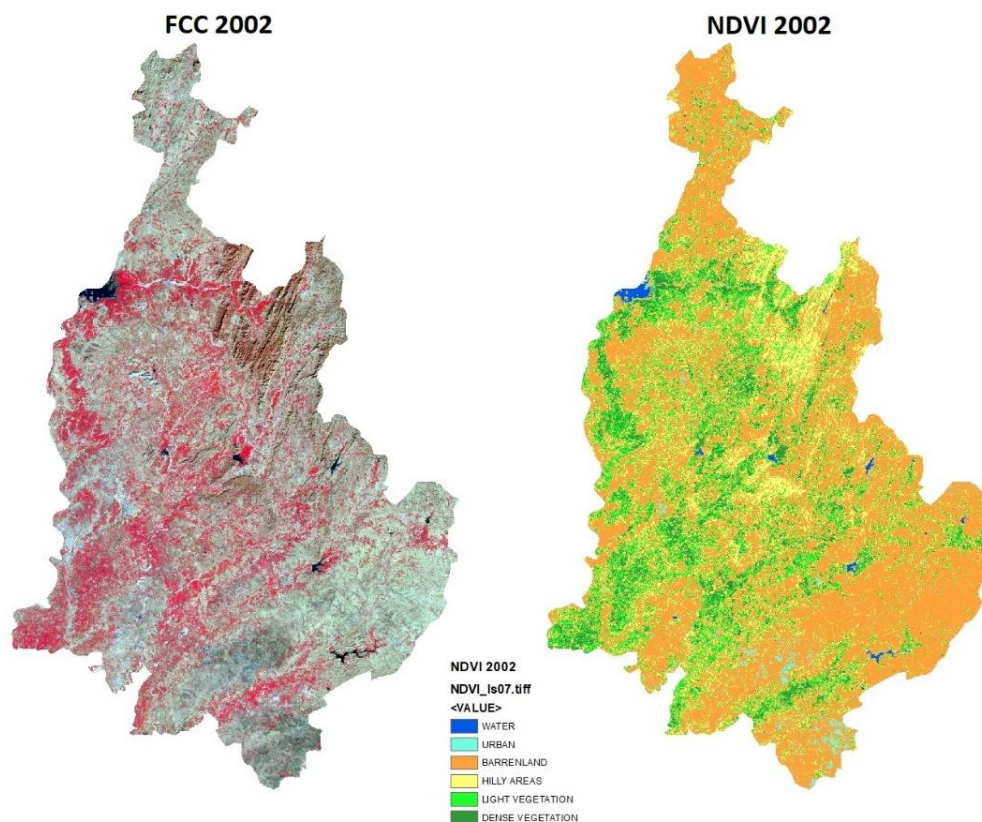 FCC 2002
NDVI 2002
NDVI 2002
NDVI_ls07.tiff
<VALUE>
WATER
URBAN
BARRENLAND
HILLY AREAS
LIGHT VEGETATION
DENSE VEGETATION